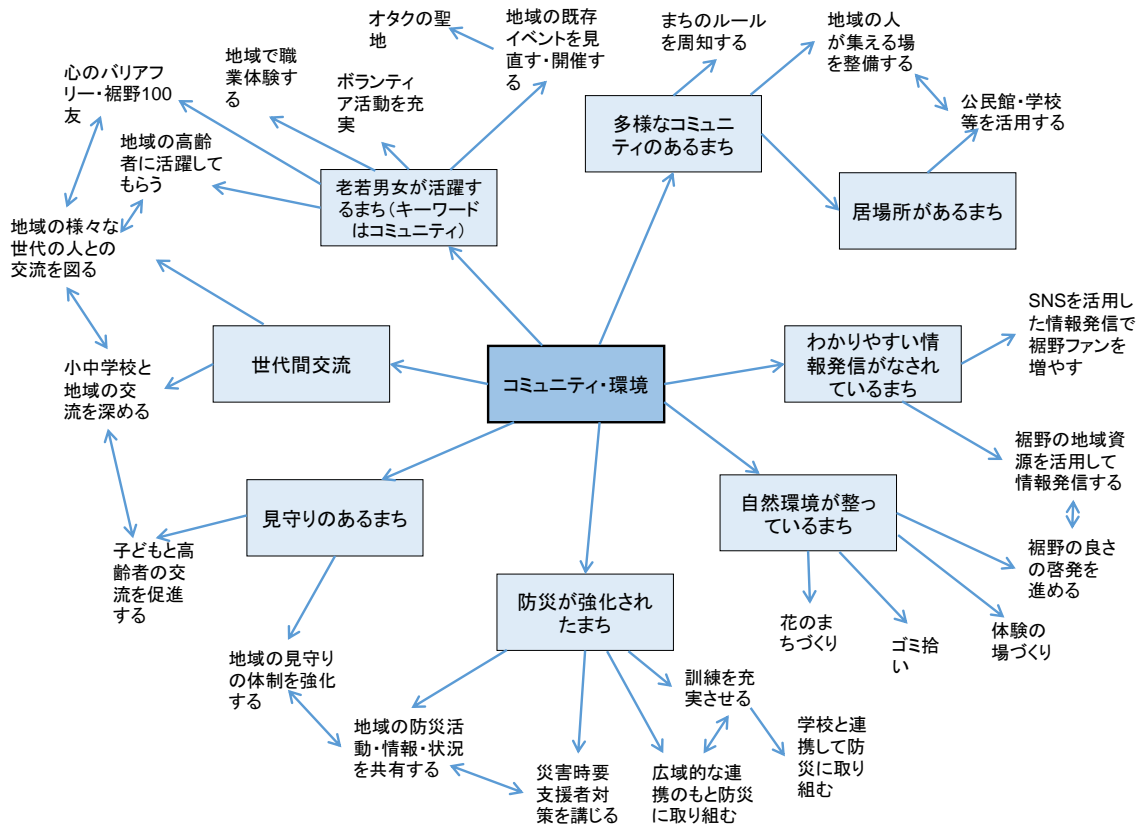 オタクの聖
地
地域の既存
イベントを見
直す・開催す
る
まちのルール
を周知する
地域の人
が集える場
を整備する
地域で職
業体験す
る
心のバリアフ
リー・裾野100
友
ボランティ
ア活動を充
実
公民館・学校
等を活用する
多様なコミュニ
ティのあるまち
地域の高齢
者に活躍して
もらう
老若男女が活躍す
るまち(キーワード
はコミュニティ)
居場所があるまち
地域の様々な
世代の人との
交流を図る
SNSを活用し
た情報発信で
裾野ファンを
増やす
わかりやすい情
報発信がなされ
ているまち
世代間交流
コミュニティ・環境
小中学校と
地域の交
流を深める
裾野の地域資
源を活用して
情報発信する
自然環境が整っ
ているまち
見守りのあるまち
子どもと高
齢者の交
流を促進す
る
裾野の良さ
の啓発を
進める
防災が強化され
たまち
花のま
ちづくり
ゴミ拾
い
体験の
場づくり
地域の見守り
の体制を強化
する
訓練を充
実させる
地域の防災活
動・情報・状況
を共有する
学校と連
携して防
災に取り
組む
災害時要
支援者対
策を講じる
広域的な連
携のもと防災
に取り組む